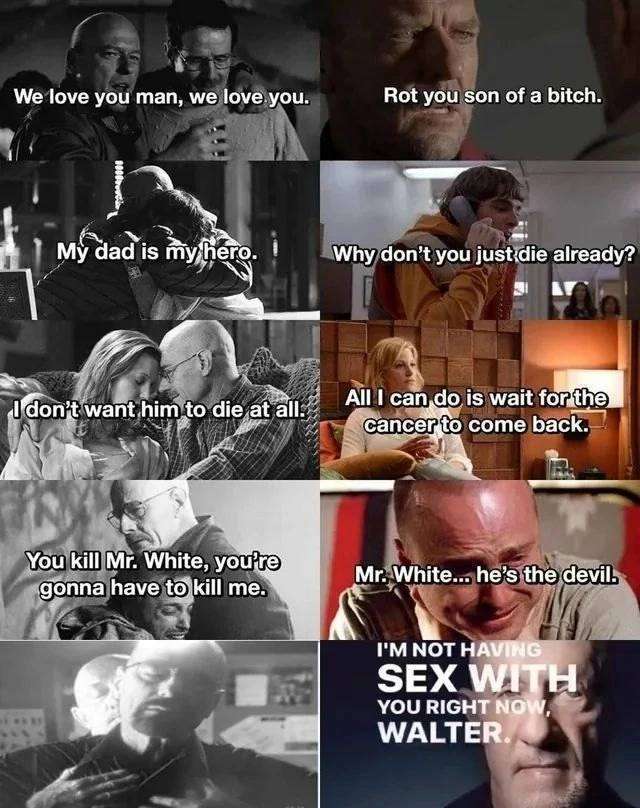 We love you man, we love you.
Rot you son of a bitch.
My dad is my hero.
Why don't you just die already?
I don't want him to die at all.
All I can do is wait for the
cancer to come back.
You kill Mr. White, you're
gonna have to kill me.
Mr. White... he's the devil.
I'M NOT HAVING
SEX WITH
YOU RIGHT NOW,
WALTER.